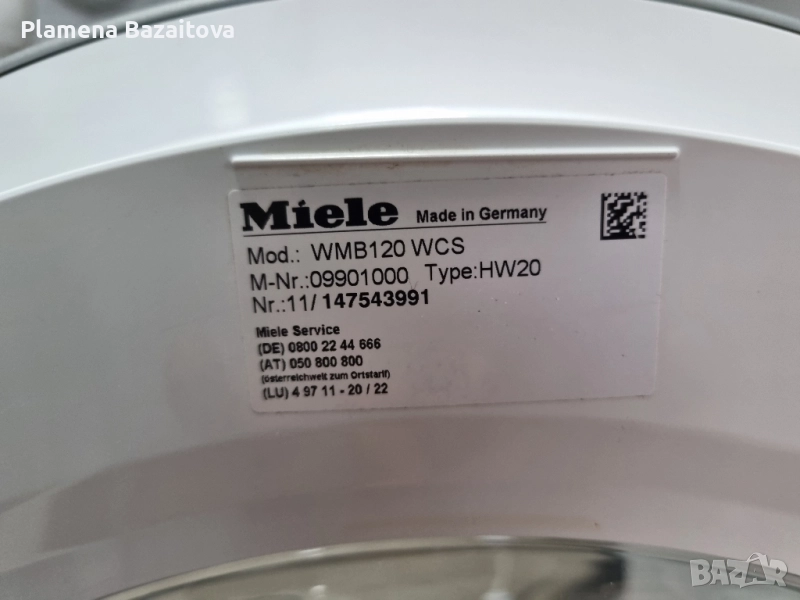 Plamena Bazaitova
Miele Made in Germany
Mod.: WMB120 WCS
M-Nr.:09901000 Type:HW20
Nr.:11/ 147543991
Miele Service
(DE) 0800 22 44 666
(AT) 050 800 800
(österreichweit zum Ortstarif)
(LU) 4 97 11 - 20 / 22
BAZAR